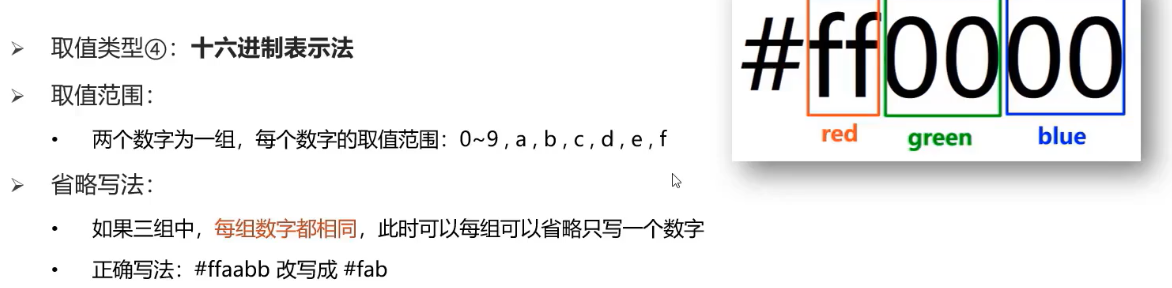 ➢ 取值类型④：十六进制表示法
➢ 取值范围：
• 两个数字为一组，每个数字的取值范围：0~9 , a , b , c , d , e , f
➢ 省略写法：
• 如果三组中，每组数字都相同，此时可以每组可以省略只写一个数字
• 正确写法：#ffaabb 改写成 #fab
#ff0000
red green blue